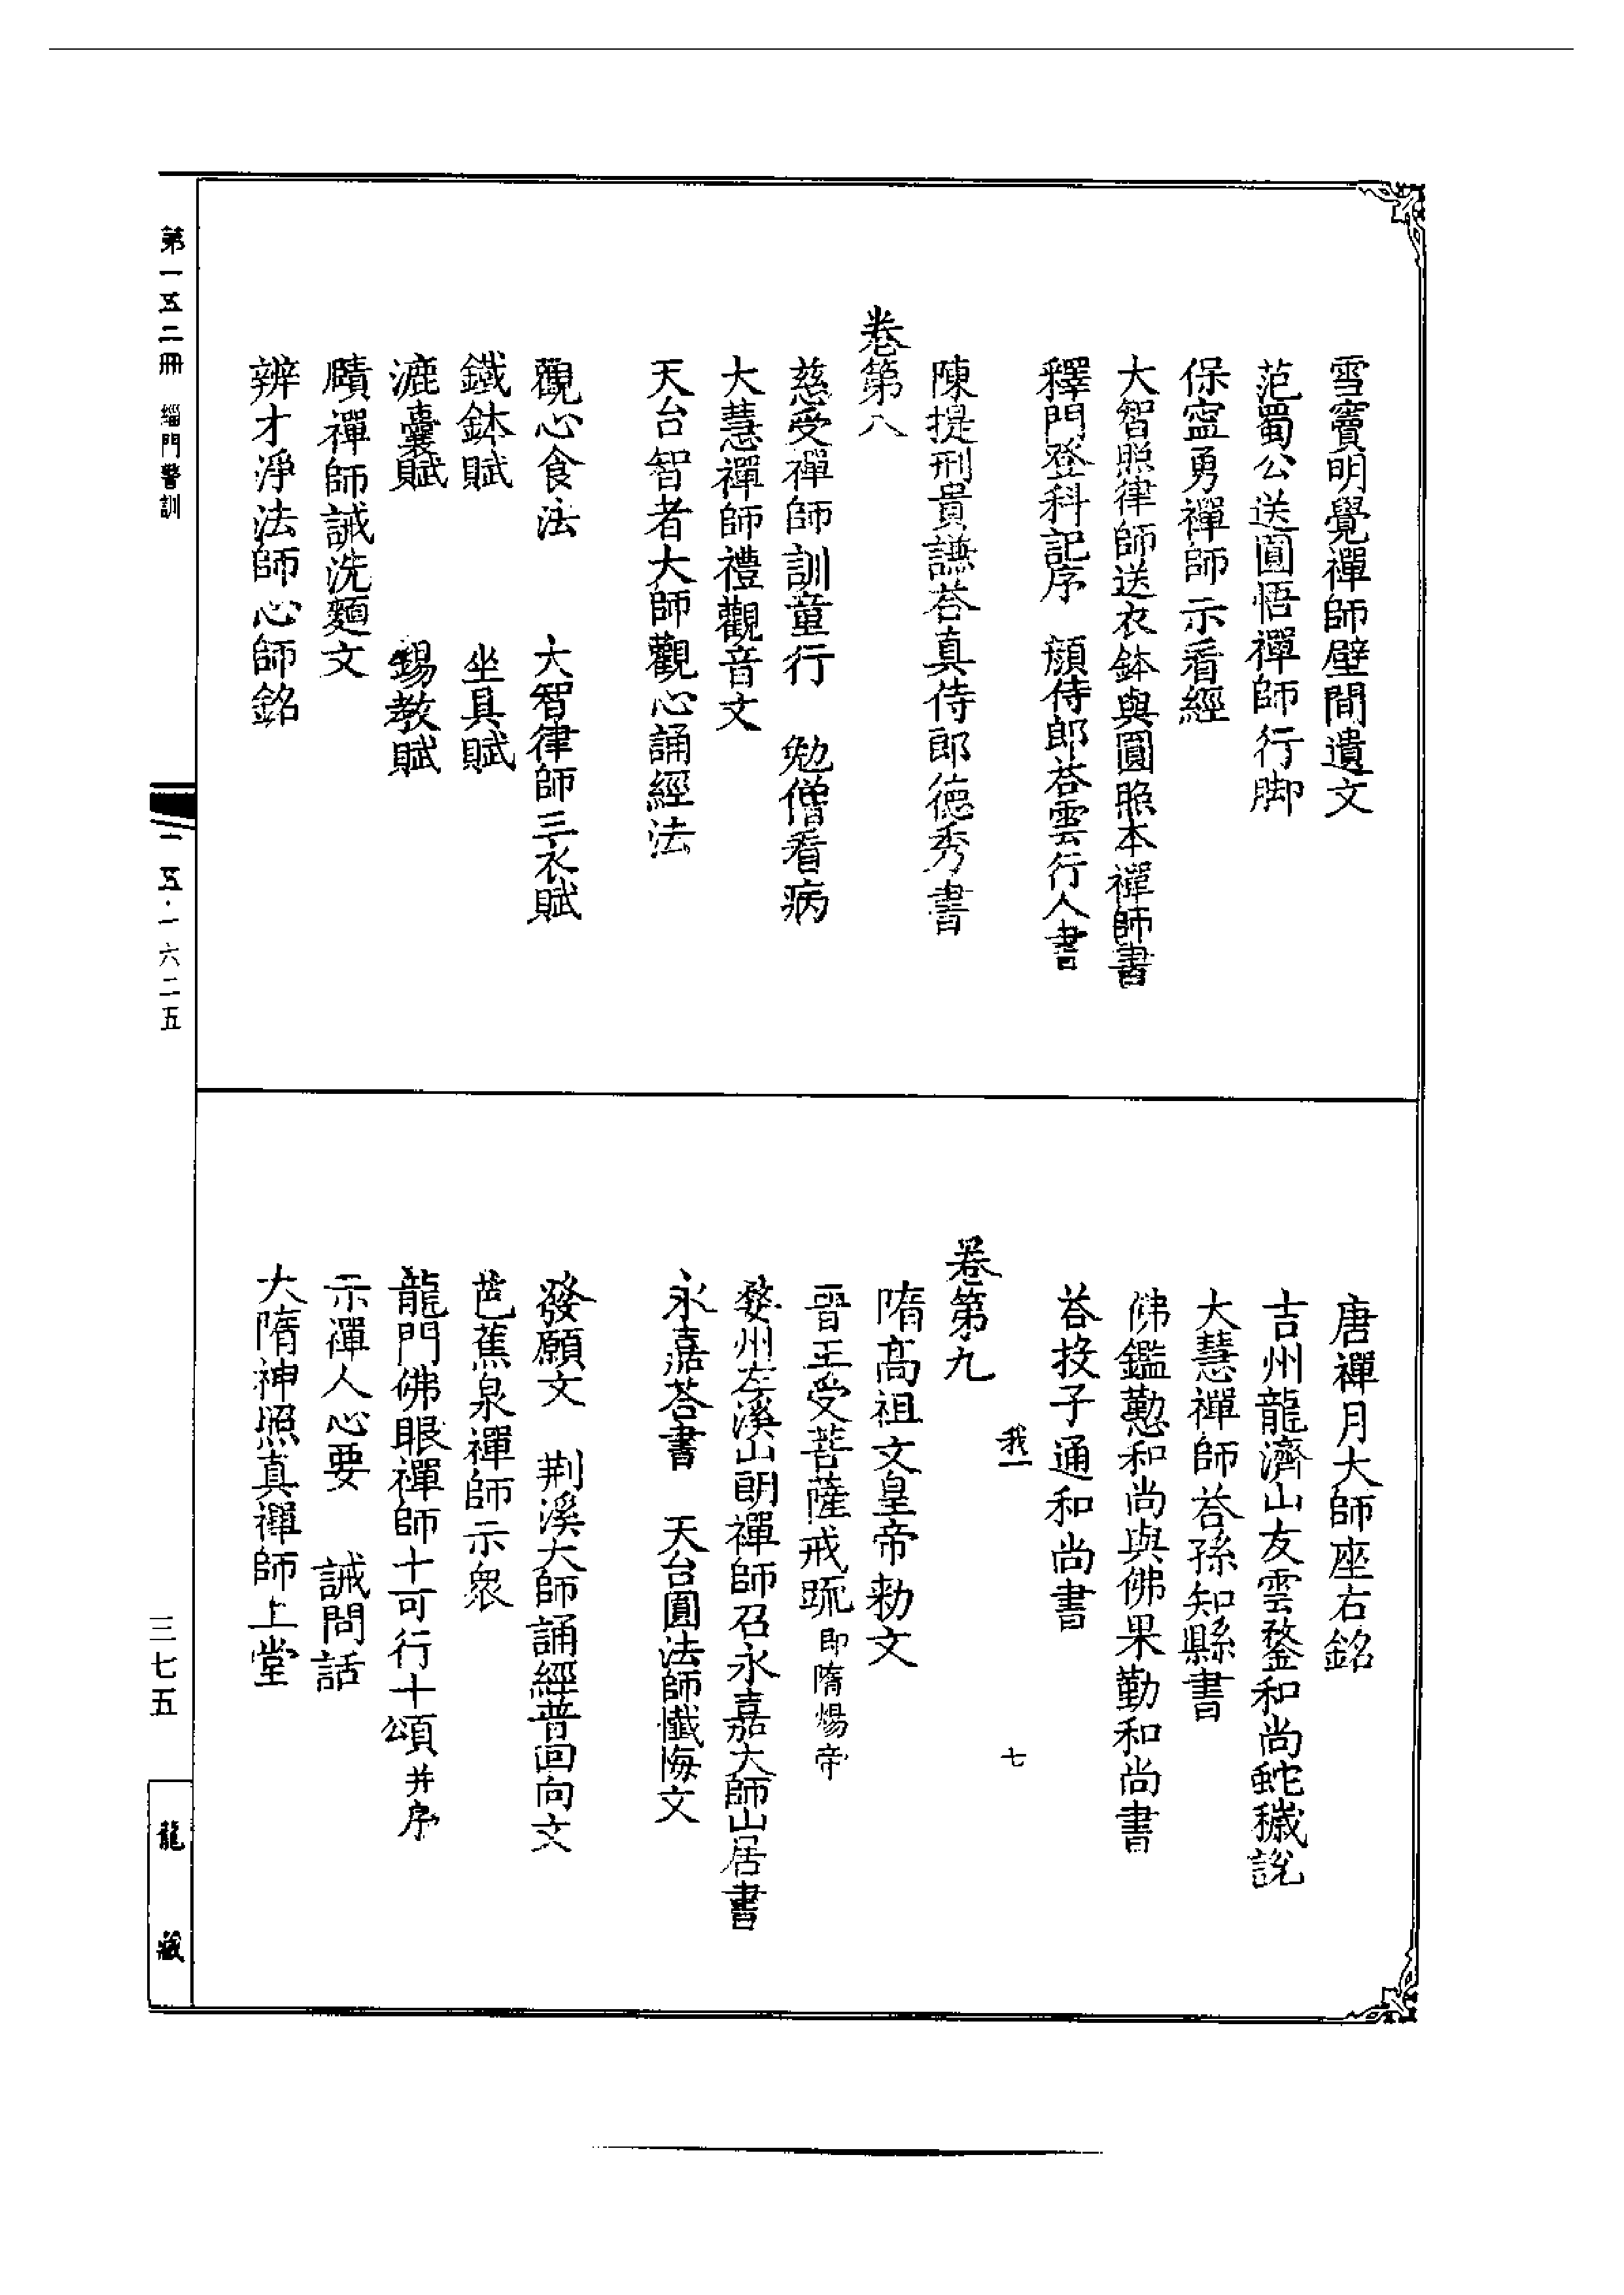 雪竇明覺禪師壁間遺文
范蜀公送圓悟禪師行脚
保寍勇禪師示看經
大智照律師送衣鉢與圓照本禪師書
釋門登科記序　頴侍郎荅雲行人書
陳提刑貴謙荅真侍郎德秀書
卷第八
慈受禪師訓童行　勉僧看病
大慧禪師禮觀音文
天台智者大師觀心誦經法
觀心食法　大智律師三衣賦
鐵鉢賦　坐具賦
漉囊賦　錫杖賦
賾禪師誡洗麵文
辨才淨法師心師銘
唐禪月大師座右銘
吉州龍濟山友雲鍪和尚蛇穢說
大慧禪師荅孫知縣書
佛鑑懃和尚與佛果勤和尚書
荅投子通和尚書
我一　七
卷第九
隋高祖文皇帝勅文
晋王受菩薩戒䟽即隋煬帝
婺州左溪山朗禪師召永嘉大師山居書
永嘉荅書　天台圓法師懺悔文
發願文　荆溪大師誦經普回向文
芭蕉泉禪師示衆
龍門佛眼禪師十可行十頌并序
示禪人心要　誡問話
大隋神照真禪師上堂
第一五二冊　緇門警訓
一五·一六二五
三七五
龍藏